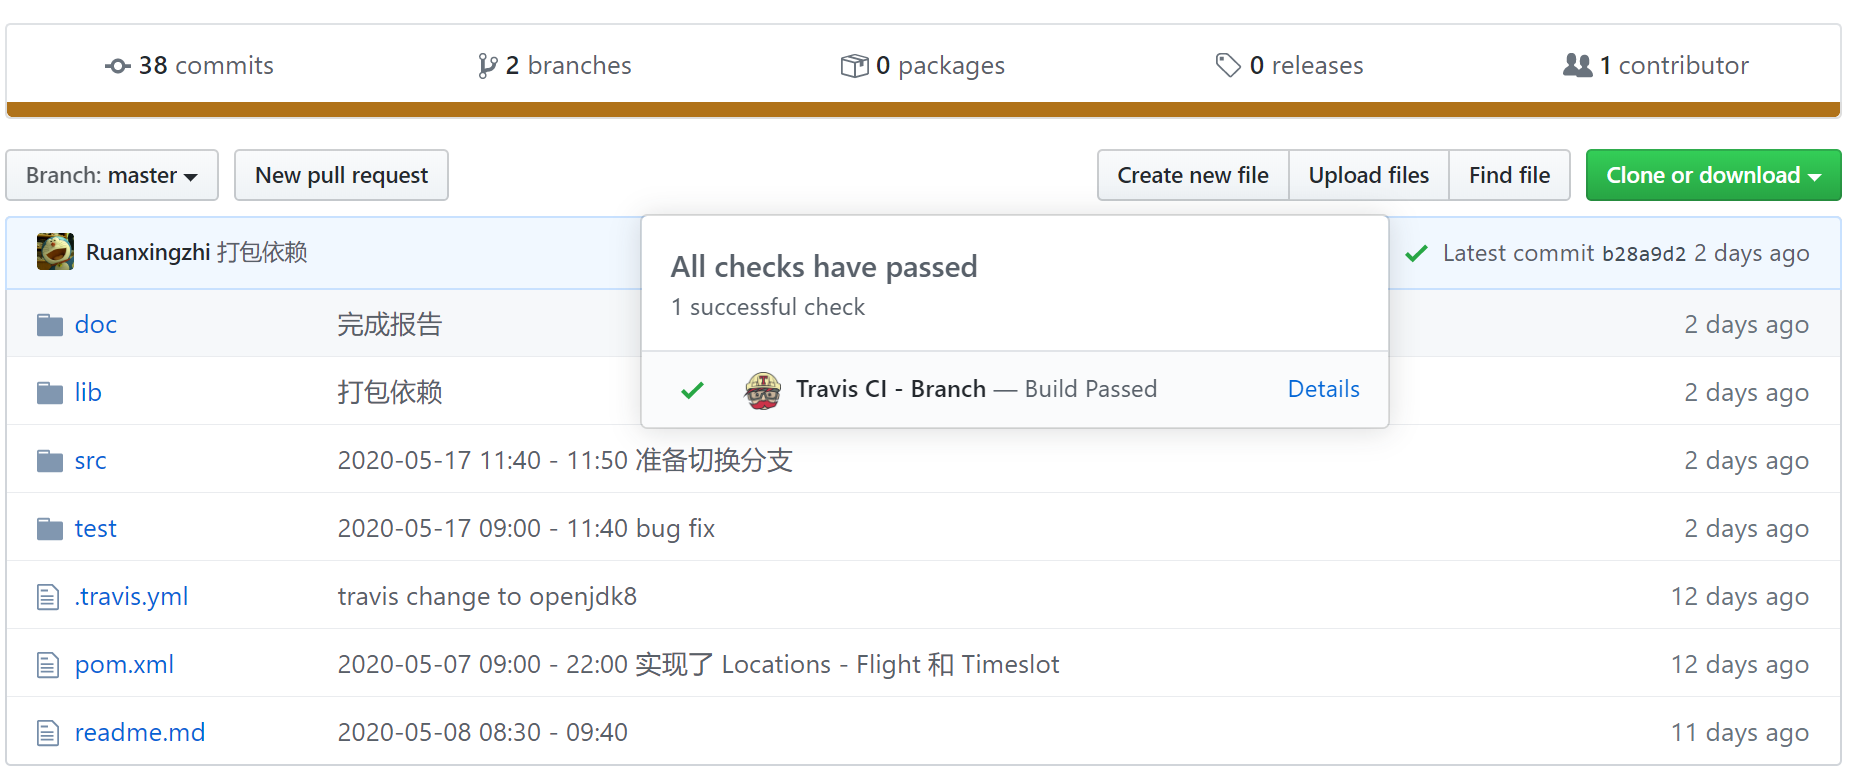 38 commits 2 branches 0 packages 0 releases 1 contributor
Branch: master New pull request Create new file Upload files Find file Clone or download
Ruanxingzhi 打包依赖 Latest commit b28a9d2 2 days ago
All checks have passed
1 successful check
doc 完成报告 2 days ago
lib 打包依赖 2 days ago
Travis CI - Branch — Build Passed Details
src 2020-05-17 11:40 - 11:50 准备切换分支 2 days ago
test 2020-05-17 09:00 - 11:40 bug fix 2 days ago
.travis.yml travis change to openjdk8 12 days ago
pom.xml 2020-05-07 09:00 - 22:00 实现了 Locations - Flight 和 Timeslot 12 days ago
readme.md 2020-05-08 08:30 - 09:40 11 days ago